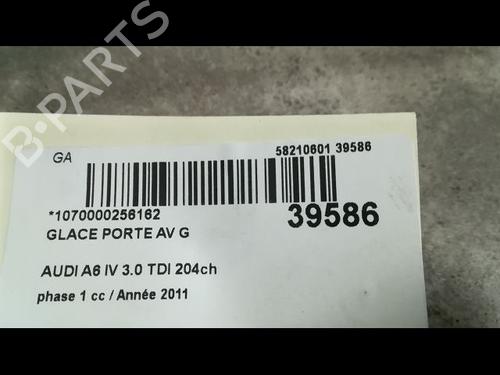 B-PARTS
GA
58210601 39586
*1070000256162
39586
GLACE PORTE AV G
AUDI A6 IV 3.0 TDI 204ch
phase 1 cc / Année 2011